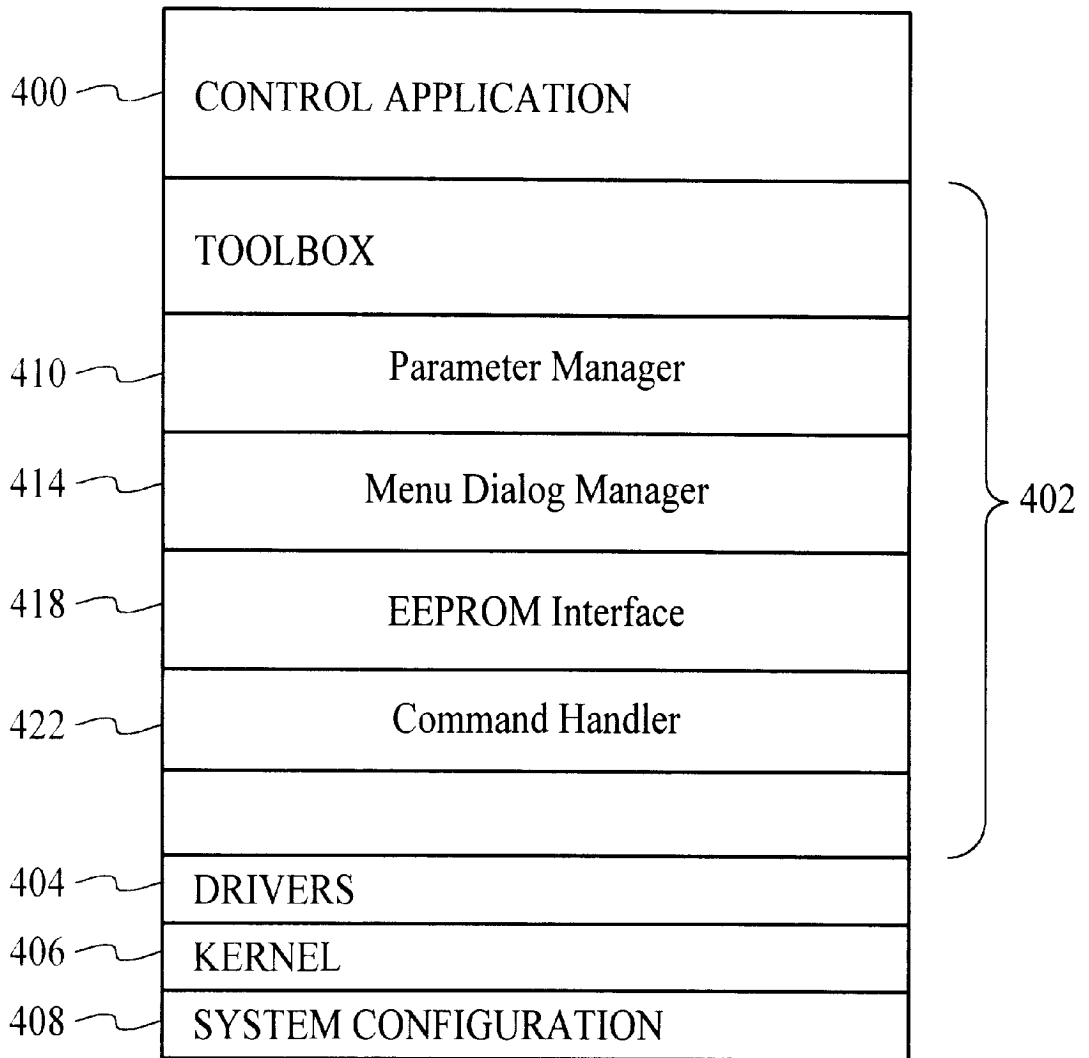 400 CONTROL APPLICATION
TOOLBOX
410 Parameter Manager
414 Menu Dialog Manager
402
418 EEPROM Interface
422 Command Handler
404 DRIVERS
406 KERNEL
408 SYSTEM CONFIGURATION